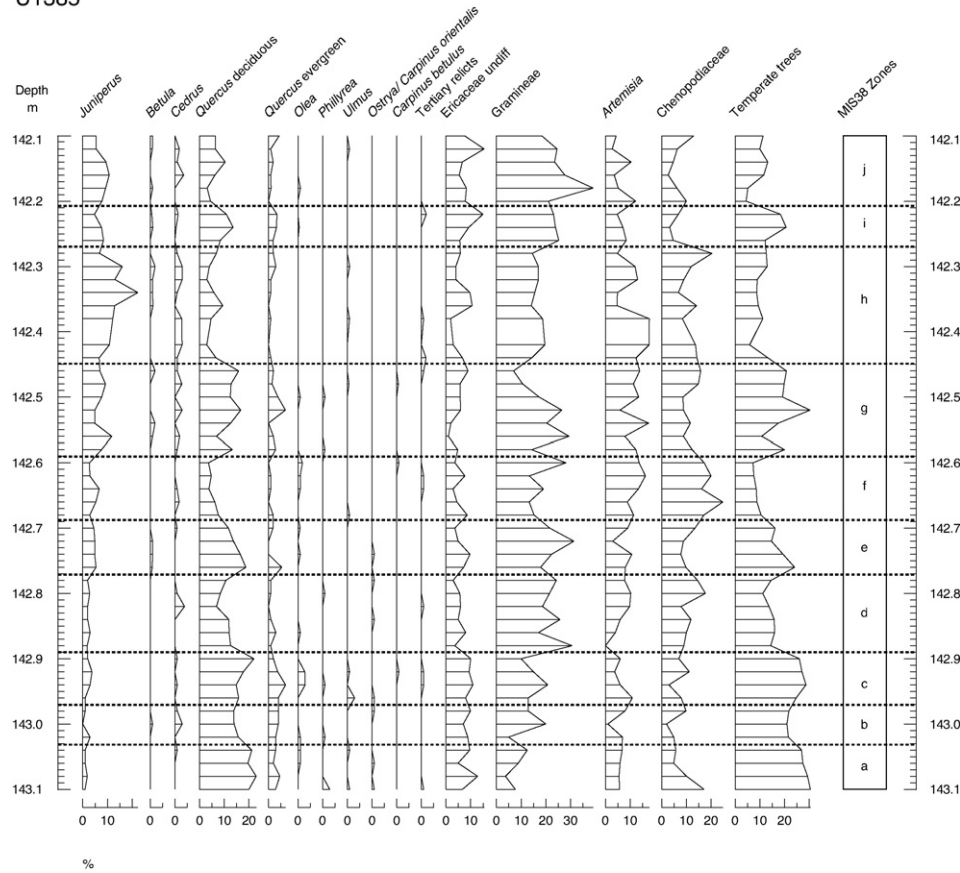 Depth
m
Juniperus
Betula
Cedrus
Quercus deciduous
Quercus evergreen
Olea
Phillyrea
Ulmus
Ostrya/ Carpinus orientalis
Carpinus betulus
Tertiary relicts
Ericaceae undiff
Gramineae
Artemisia
Chenopodiaceae
Temperate trees
MIS38 Zones
142.1 142.1
j
142.2 142.2
i
142.3 142.3
h
142.4 142.4
g
142.5 142.5
142.6 142.6
f
142.7 142.7
e
142.8 142.8
d
142.9 142.9
c
143.0 143.0
b
a
143.1 143.1
0 10 0 0 0 10 20 0 0 0 0 0 0 0 0 10 0 10 20 30 0 10 0 10 20 0 10 20
%